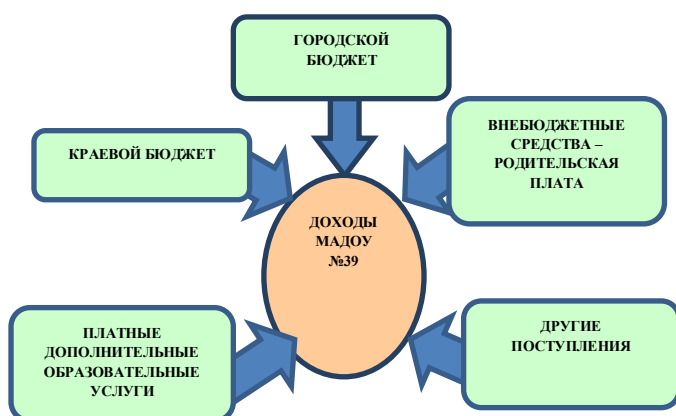 ГОРОДСКОЙ
БЮДЖЕТ
КРАЕВОЙ БЮДЖЕТ
ВНЕБЮДЖЕТНЫЕ
СРЕДСТВА –
РОДИТЕЛЬСКАЯ
ПЛАТА
ДОХОДЫ
МАДОУ
№39
ПЛАТНЫЕ
ДОПОЛНИТЕЛЬНЫЕ
ОБРАЗОВАТЕЛЬНЫЕ
УСЛУГИ
ДРУГИЕ
ПОСТУПЛЕНИЯ